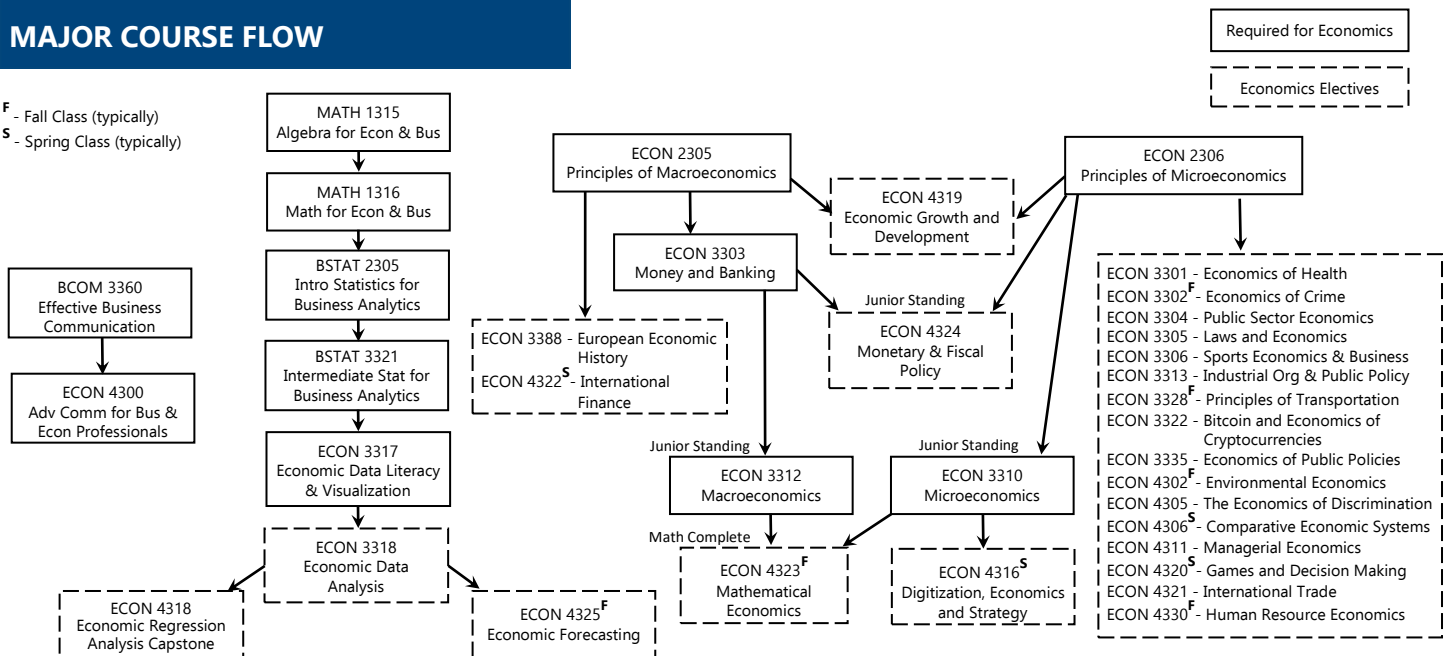 MAJOR COURSE FLOW
Required for Economics
Economics Electives
F - Fall Class (typically)
S - Spring Class (typically)
BCOM 3360
Effective Business
Communication
ECON 4300
Adv Comm for Bus &
Econ Professionals
MATH 1315
Algebra for Econ & Bus
MATH 1316
Math for Econ & Bus
BSTAT 2305
Intro Statistics for
Business Analytics
BSTAT 3321
Intermediate Stat for
Business Analytics
ECON 3317
Economic Data Literacy
& Visualization
ECON 3318
Economic Data
Analysis
ECON 4318
Economic Regression
Analysis Capstone
ECON 4325F
Economic Forecasting
ECON 2305
Principles of Macroeconomics
ECON 3388 - European Economic
History
ECON 4322S- International
Finance
ECON 3303
Money and Banking
ECON 4319
Economic Growth and
Development
Junior Standing
ECON 4324
Monetary & Fiscal
Policy
Junior Standing
ECON 3312
Macroeconomics
Junior Standing
ECON 3310
Microeconomics
Math Complete
ECON 4323F
Mathematical
Economics
ECON 4316S
Digitization, Economics
and Strategy
ECON 2306
Principles of Microeconomics
ECON 3301 - Economics of Health
ECON 3302F- Economics of Crime
ECON 3304 - Public Sector Economics
ECON 3305 - Laws and Economics
ECON 3306 - Sports Economics & Business
ECON 3313 - Industrial Org & Public Policy
ECON 3328F- Principles of Transportation
ECON 3322 - Bitcoin and Economics of
Cryptocurrencies
ECON 3335 - Economics of Public Policies
ECON 4302F- Environmental Economics
ECON 4305 - The Economics of Discrimination
ECON 4306S- Comparative Economic Systems
ECON 4311 - Managerial Economics
ECON 4320S- Games and Decision Making
ECON 4321 - International Trade
ECON 4330F- Human Resource Economics